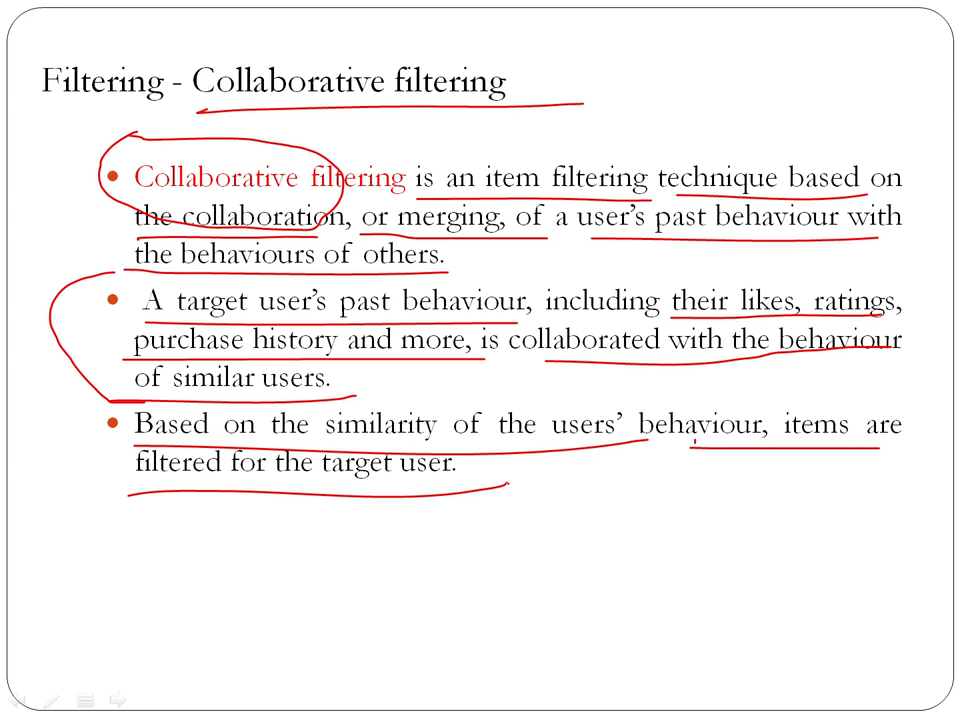 Filtering - Collaborative filtering
• Collaborative filtering is an item filtering technique based on
the collaboration, or merging, of a user's past behaviour with
the behaviours of others.
• A target user's past behaviour, including their likes, ratings,
purchase history and more, is collaborated with the behaviour
of similar users.
• Based on the similarity of the users' behaviour, items are
filtered for the target user.